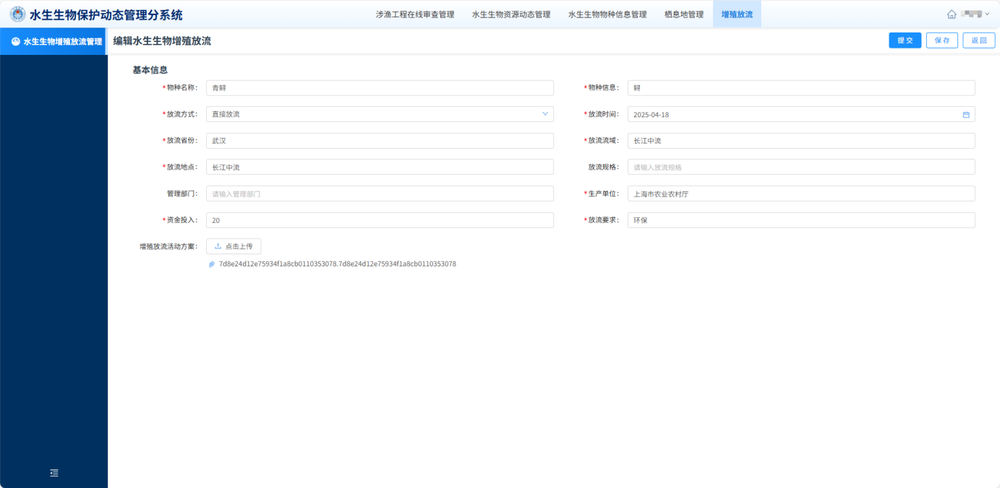 水生生物保护动态管理分系统
涉渔工程在线审查管理 水生生物资源动态管理 水生生物物种信息管理 栖息地管理 增殖放流
水生生物增殖放流管理
编辑水生生物增殖放流
提交 保存 返回
基本信息
*物种名称: 青鲟 *物种信息: 鲟
*放流方式: 直接放流 *放流时间: 2025-04-18
*放流省份: 武汉 *放流流域: 长江中流
*放流地点: 长江中流 放流规格: 请输入放流规格
管理部门: 请输入管理部门 *生产单位: 上海市农业农村厅
*资金投入: 20 *放流要求: 环保
增殖放流活动方案: 点击上传
7d8e24d12e75934f1a8cb0110353078.7d8e24d12e75934f1a8cb0110353078